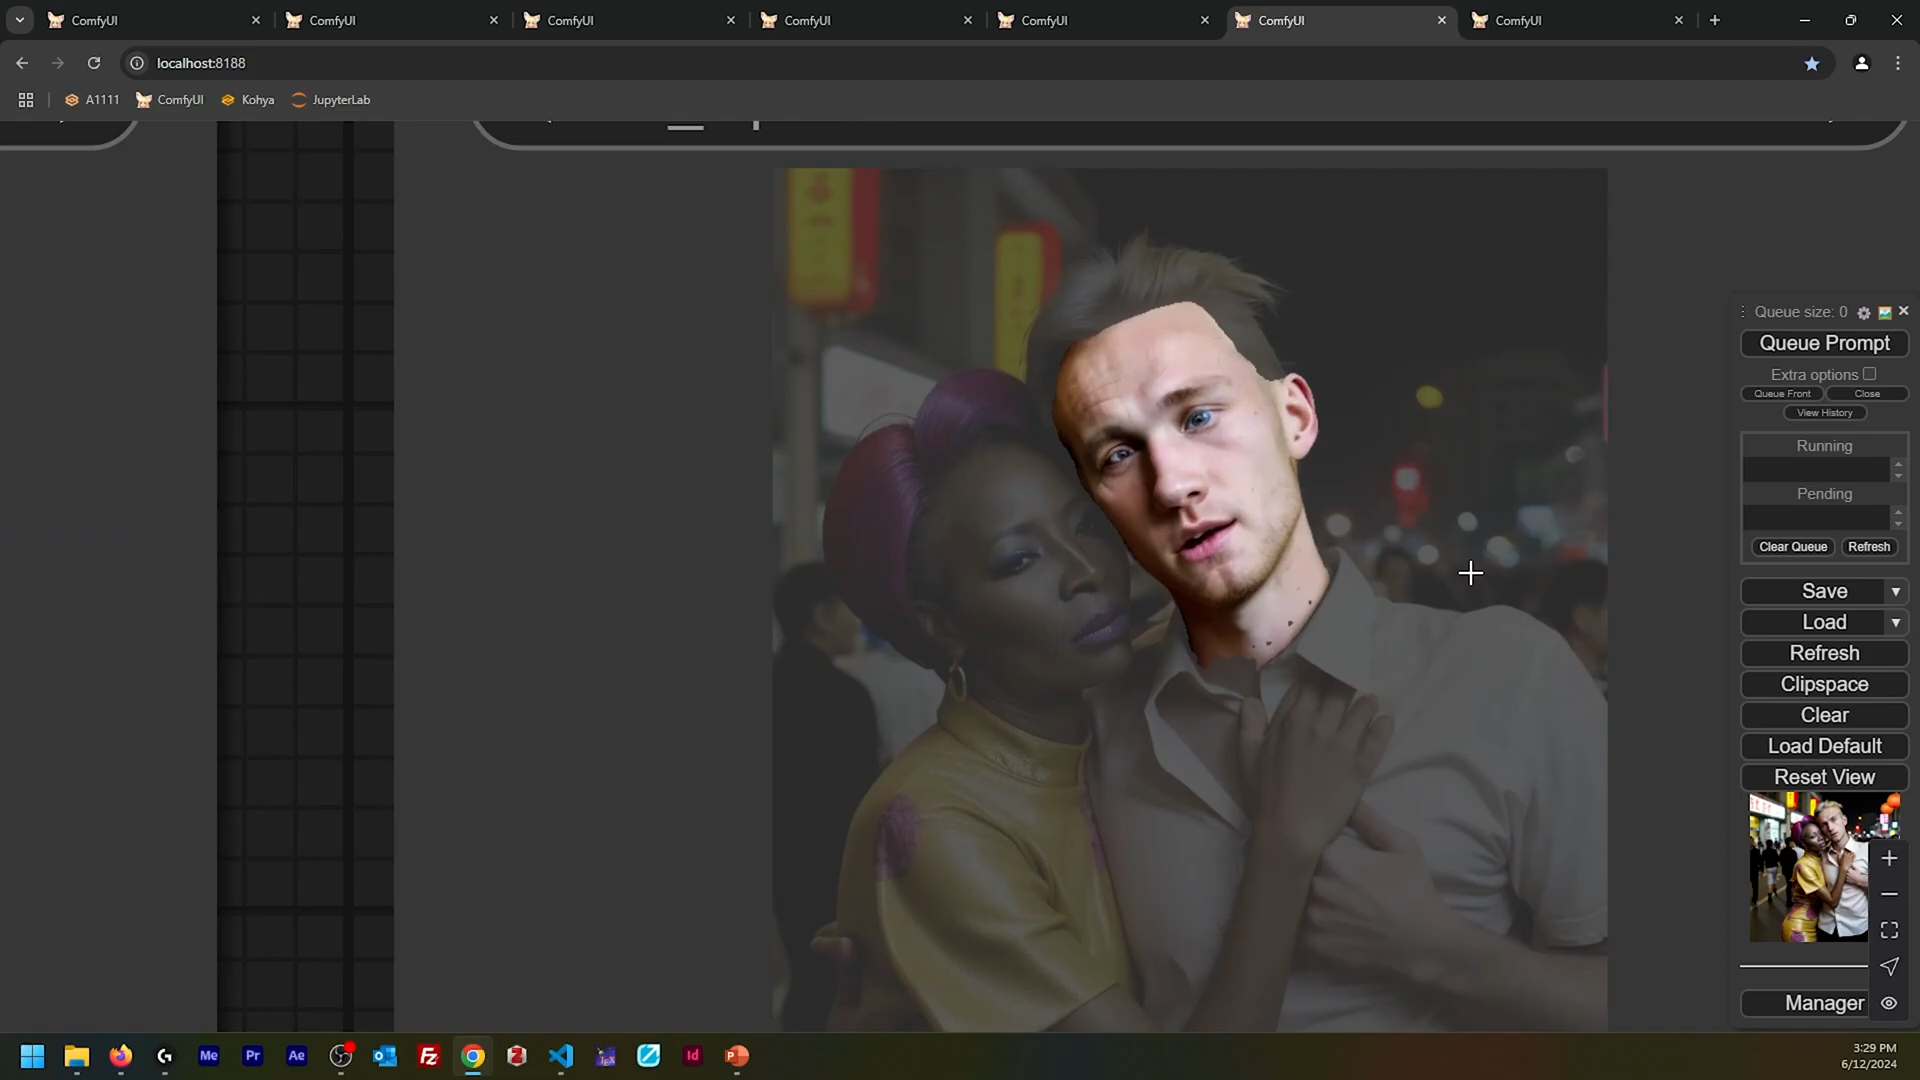 ComfyUI
ComfyUI
ComfyUI
ComfyUI
ComfyUI
ComfyUI
ComfyUI
localhost:8188
A1111
ComfyUI
Kohya
JupyterLab
Queue size: 0
Queue Prompt
Extra options
Queue Front
Close
View History
Running
Pending
Clear Queue
Refresh
Save
Load
Refresh
Clipspace
Clear
Load Default
Reset View
Manager
Me
Pr
Ae
Fz
Id
3:29 PM
6/12/2024